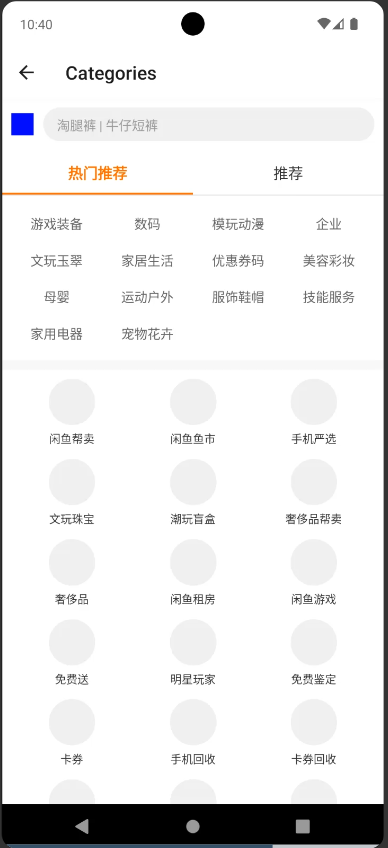 10:40
Categories
淘腿裤 | 牛仔短裤
热门推荐 推荐
游戏装备 数码 模玩动漫 企业
文玩玉翠 家居生活 优惠券码 美容彩妆
母婴 运动户外 服饰鞋帽 技能服务
家用电器 宠物花卉
闲鱼帮卖 闲鱼鱼市 手机严选
文玩珠宝 潮玩盲盒 奢侈品帮卖
奢侈品 闲鱼租房 闲鱼游戏
免费送 明星玩家 免费鉴定
卡券 手机回收 卡券回收